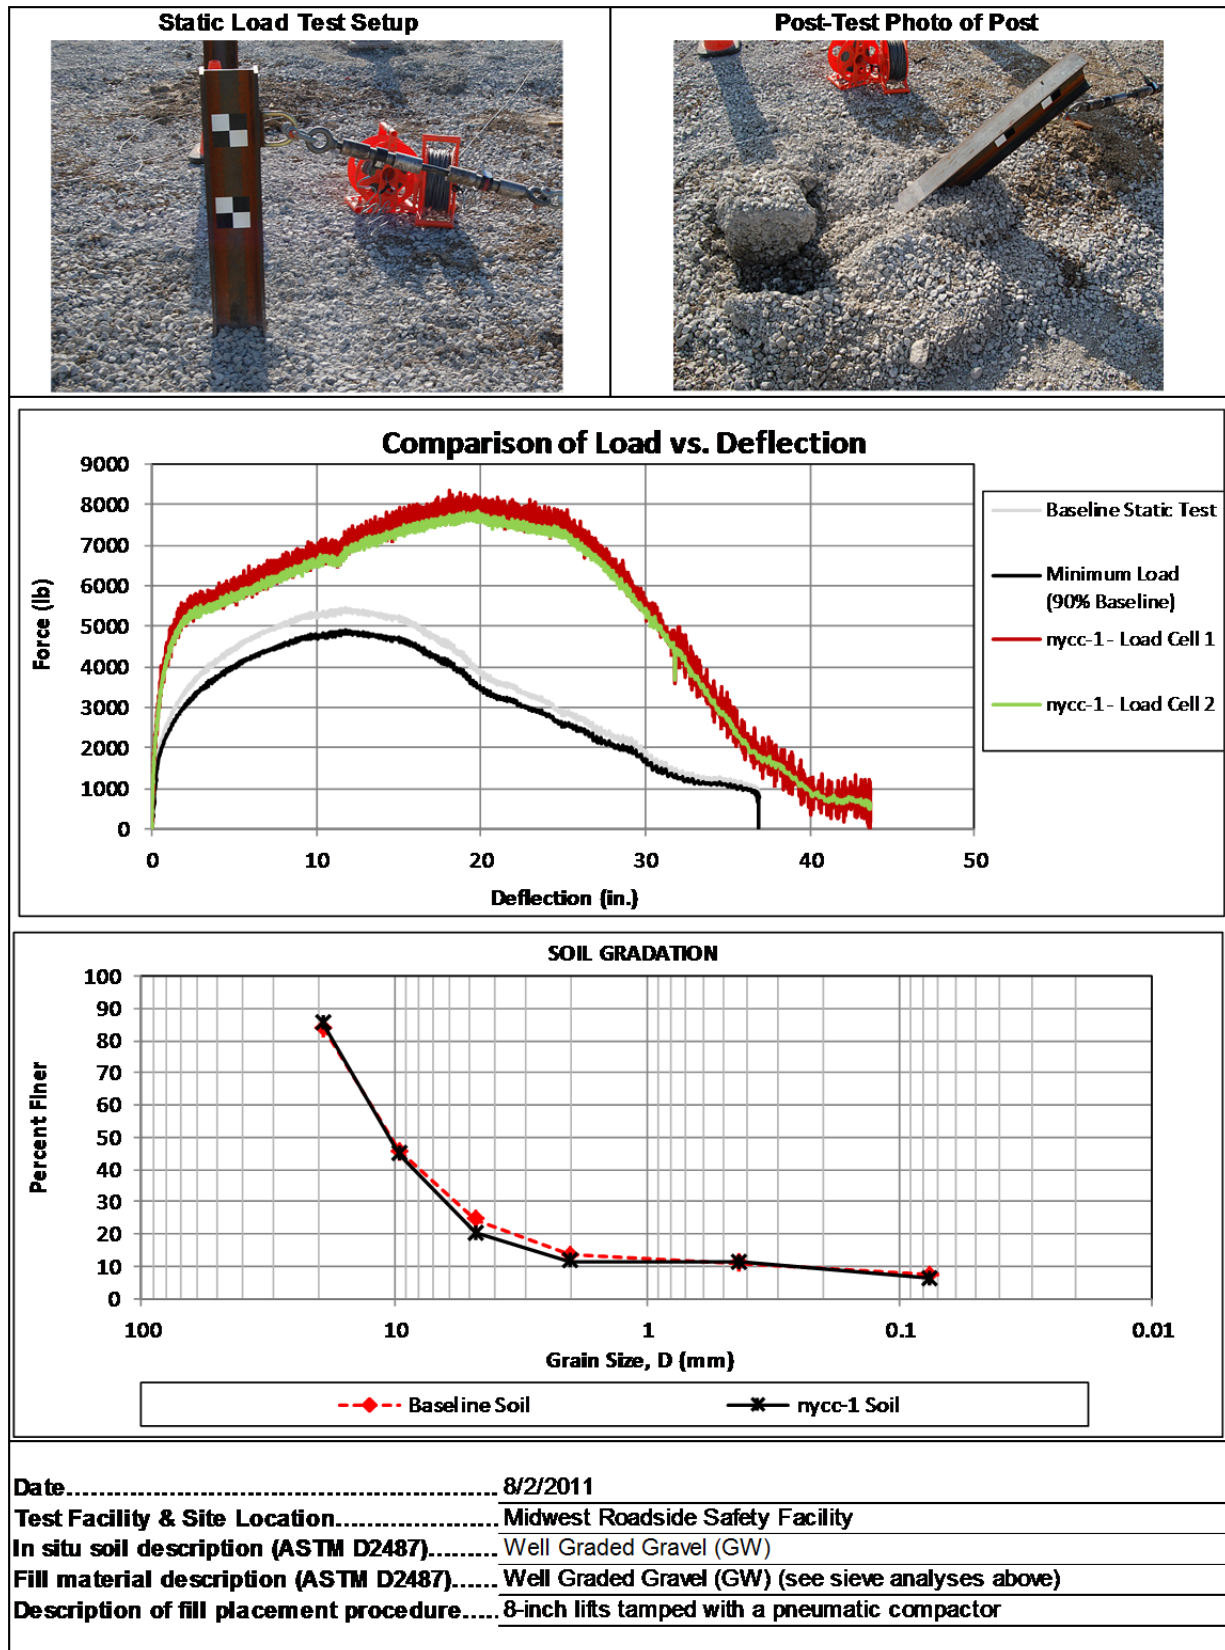 Static Load Test Setup
Post-Test Photo of Post
Comparison of Load vs. Deflection
9000
8000
7000
6000
5000
4000
3000
2000
1000
0
Force (lb)
0 10 20 30 40 50
Deflection (in.)
Baseline Static Test
Minimum Load
(90% Baseline)
nycc-1 - Load Cell 1
nycc-1 - Load Cell 2
SOIL GRADATION
100
90
80
70
60
50
40
30
20
10
0
Percent Finer
100 10 1 0.1 0.01
Grain Size, D (mm)
Baseline Soil
nycc-1 Soil
Date.................................................. 8/2/2011
Test Facility & Site Location................... Midwest Roadside Safety Facility
In situ soil description (ASTM D2487)........ Well Graded Gravel (GW)
Fill material description (ASTM D2487)..... Well Graded Gravel (GW) (see sieve analyses above)
Description of fill placement procedure..... 8-inch lifts tamped with a pneumatic compactor